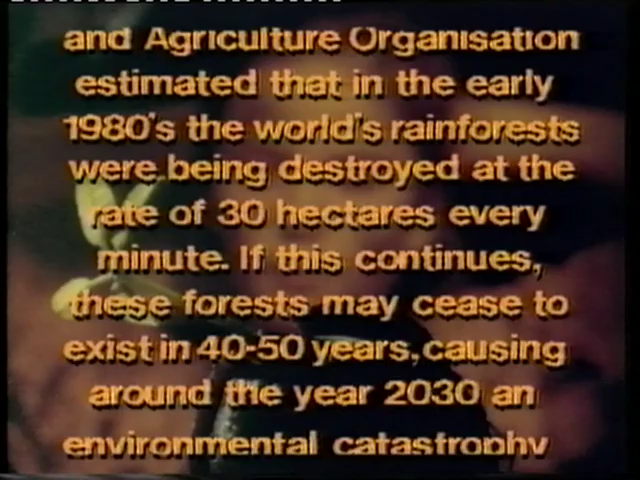 and Agriculture Organisation
estimated that in the early
1980's the world's rainforests
were being destroyed at the
rate of 30 hectares every
minute. If this continues,
these forests may cease to
exist in 40-50 years, causing
around the year 2030 an
environmental catastrophy